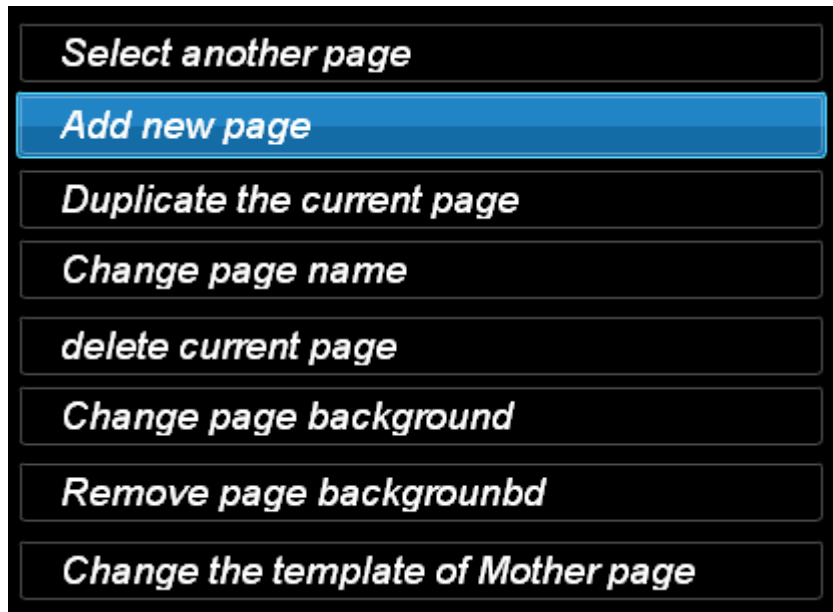 Select another page
Add new page
Duplicate the current page
Change page name
delete current page
Change page background
Remove page backgrounbd
Change the template of Mother page